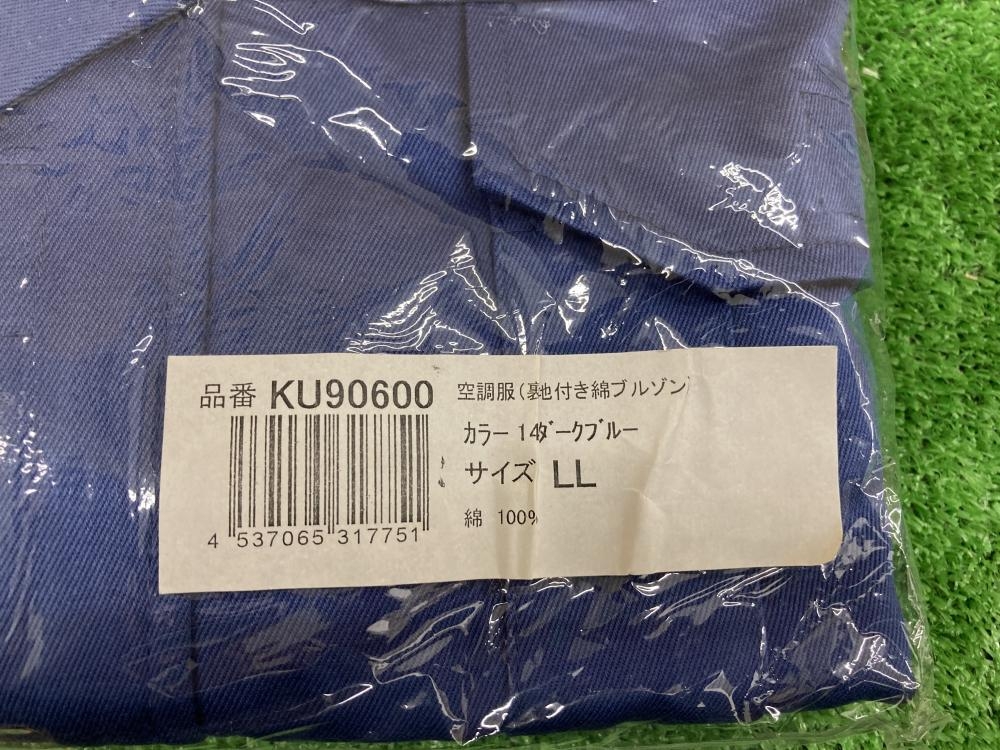 品番 KU90600 空調服(裏地付き綿ブルゾン)
カラー 14ﾀﾞｰｸﾌﾞﾙｰ
サイズ LL
綿 100%
4 537065 317751